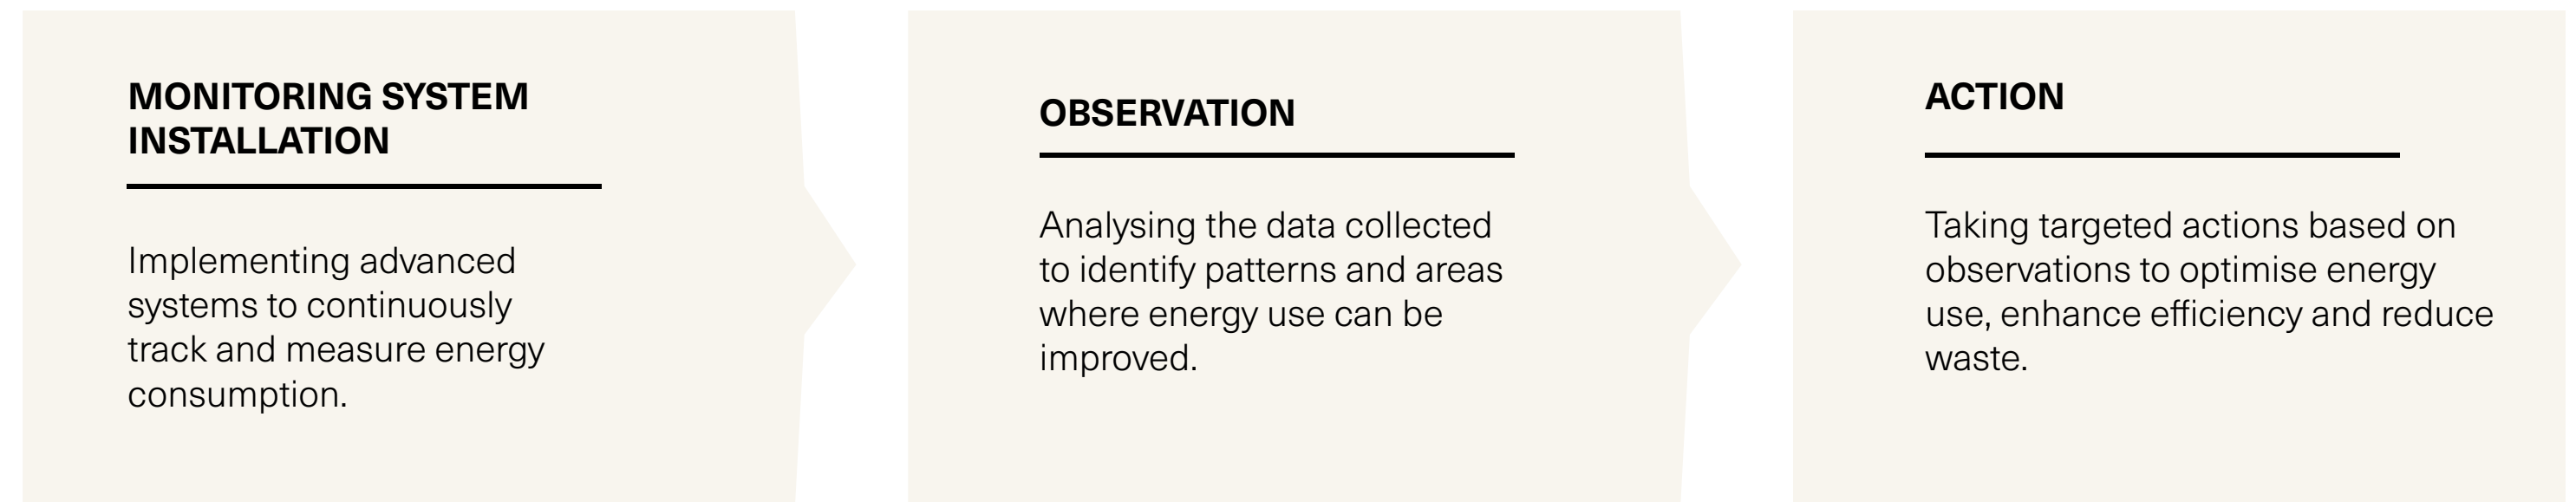 MONITORING SYSTEM
INSTALLATION
Implementing advanced
systems to continuously
track and measure energy
consumption.
OBSERVATION
Analysing the data collected
to identify patterns and areas
where energy use can be
improved.
ACTION
Taking targeted actions based on
observations to optimise energy
use, enhance efficiency and reduce
waste.